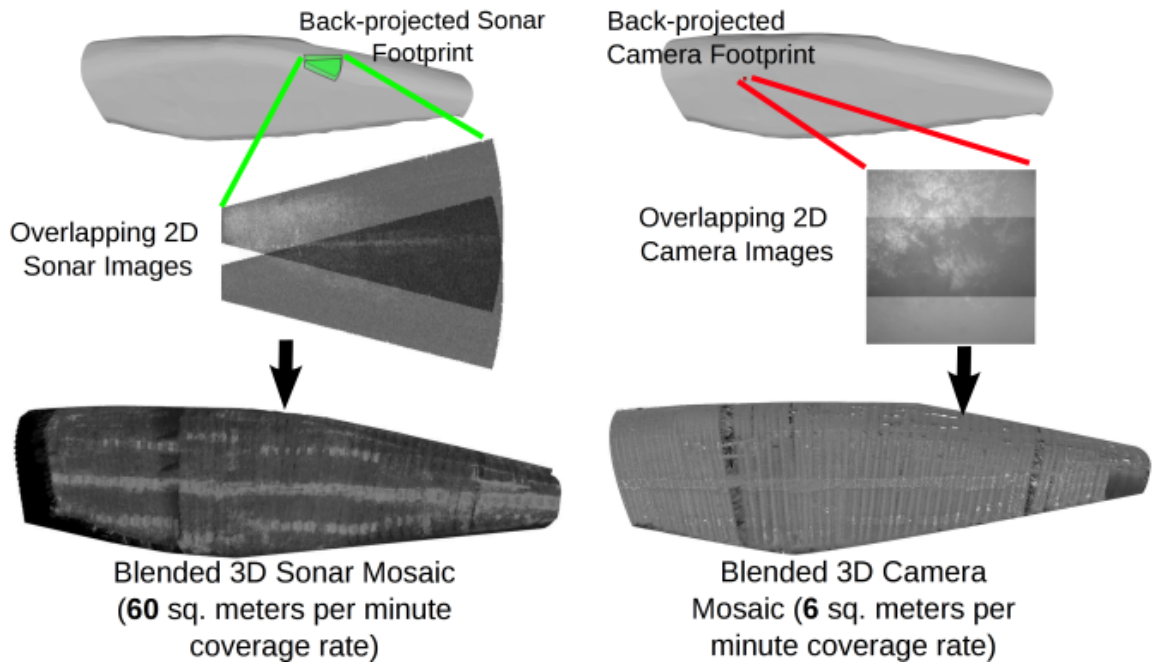 Back-projected Sonar
Footprint
Overlapping 2D
Sonar Images
Blended 3D Sonar Mosaic
(60 sq. meters per minute
coverage rate)
Back-projected
Camera Footprint
Overlapping 2D
Camera Images
Blended 3D Camera
Mosaic (6 sq. meters per
minute coverage rate)